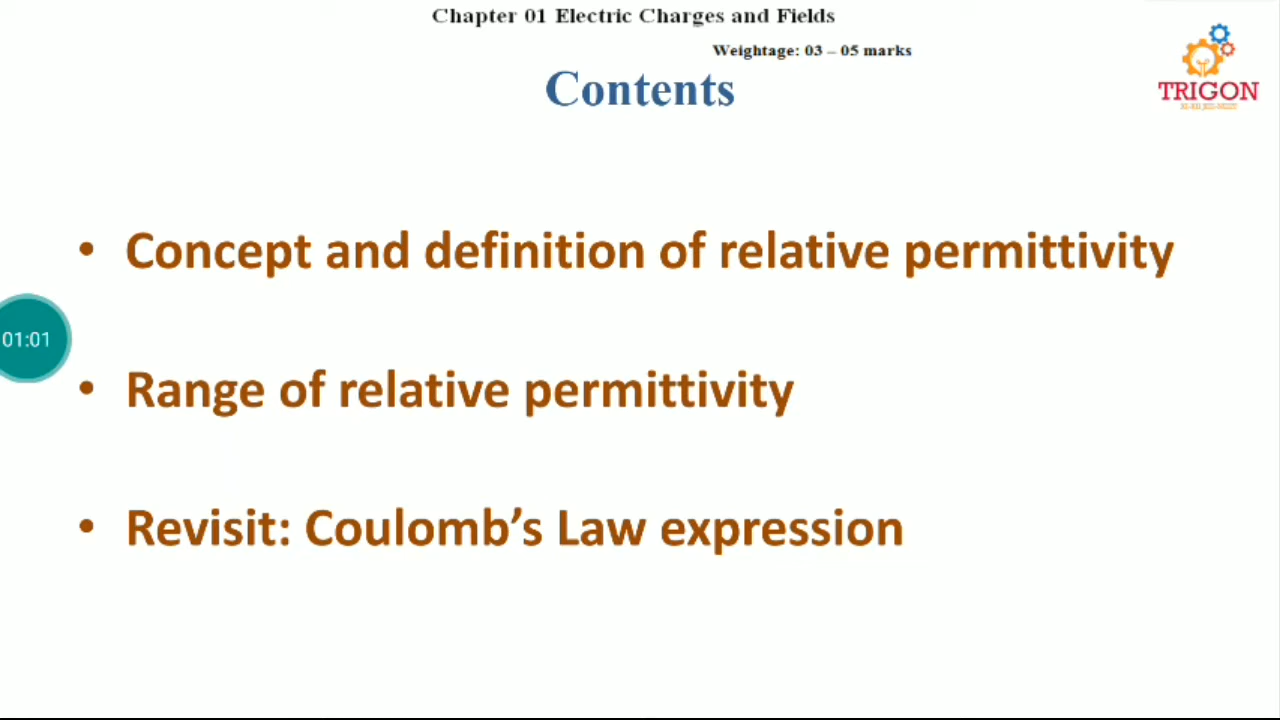 Chapter 01 Electric Charges and Fields
Weightage: 03 – 05 marks
Contents
TRIGON
• Concept and definition of relative permittivity
01:01
• Range of relative permittivity
• Revisit: Coulomb’s Law expression